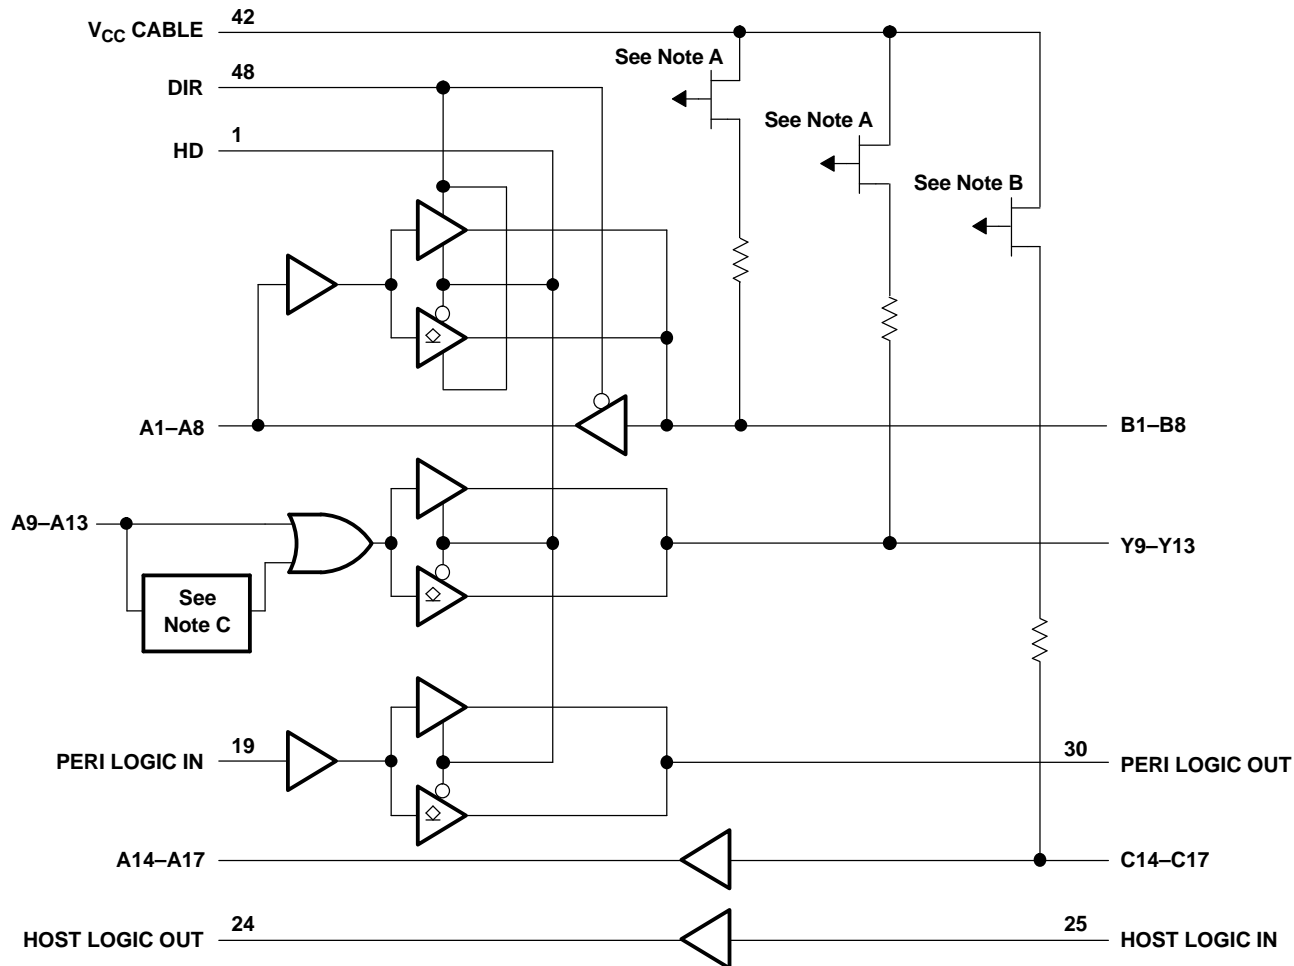 42
V_CC CABLE
See Note A
48
DIR
See Note A
1
HD
See Note B
A1–A8
B1–B8
A9–A13
Y9–Y13
See
Note C
19
PERI LOGIC IN
30
PERI LOGIC OUT
A14–A17
C14–C17
24
HOST LOGIC OUT
25
HOST LOGIC IN